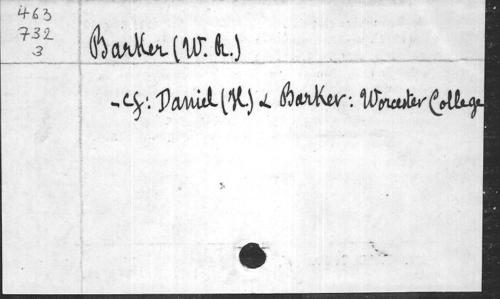 463
732
3
Barker (W. R.)
- cf: Daniel (H.) & Barker: Worcester College